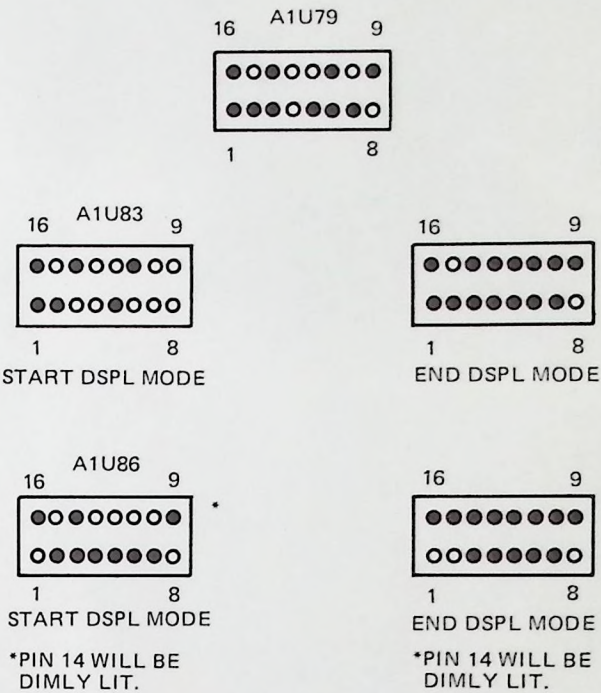 A1U79
16 9
1 8
A1U83
16 9
1 8
START DSPL MODE
16 9
1 8
END DSPL MODE
A1U86
16 9
*
1 8
START DSPL MODE
*PIN 14 WILL BE
DIMLY LIT.
16 9
1 8
END DSPL MODE
*PIN 14 WILL BE
DIMLY LIT.